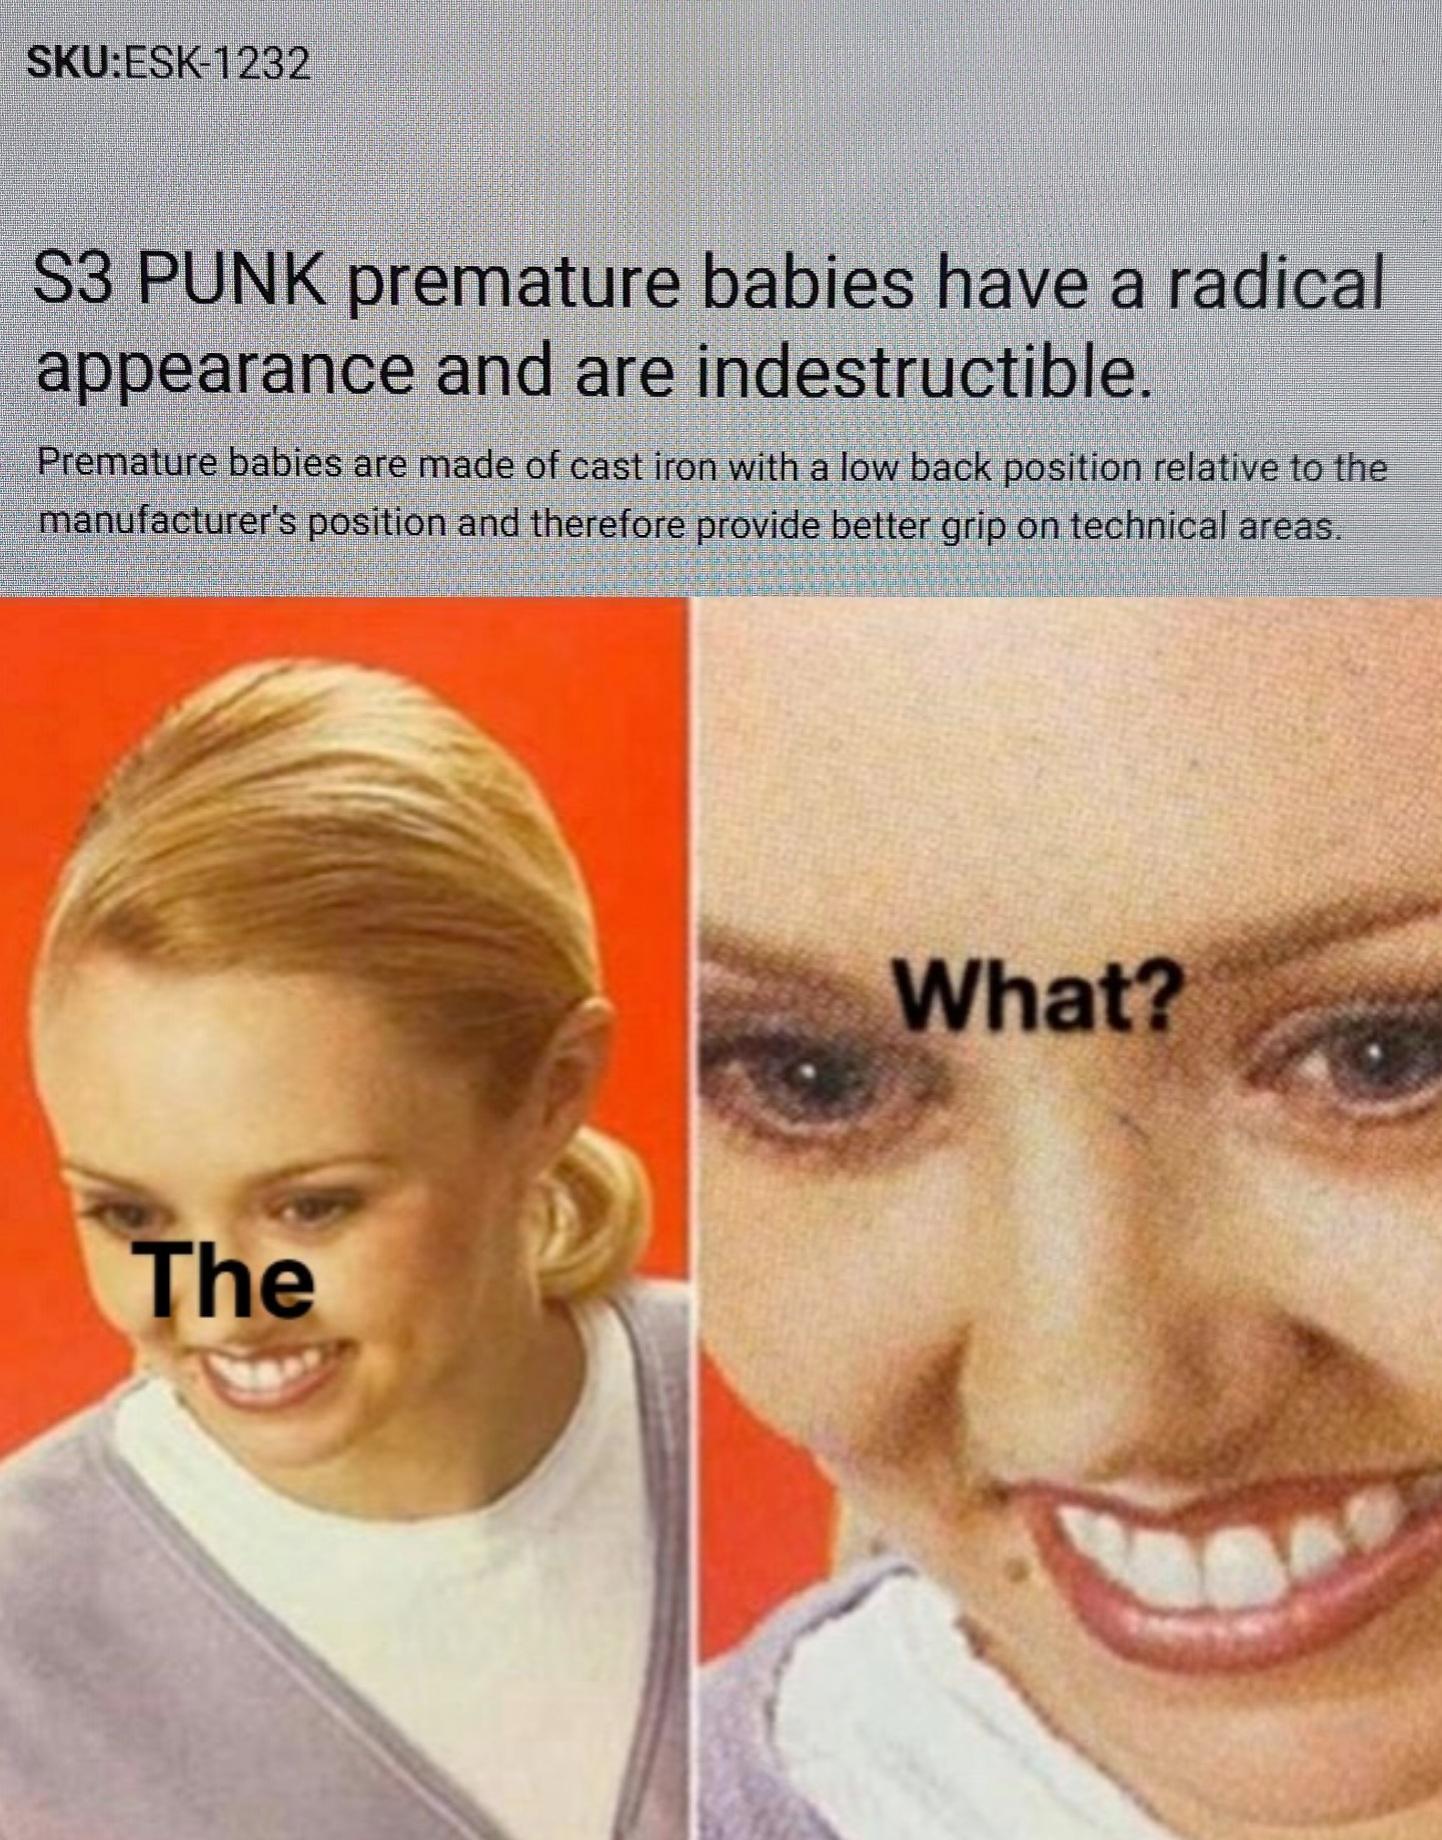 SKU:ESK-1232
S3 PUNK premature babies have a radical
appearance and are indestructible.
Premature babies are made of cast iron with a low back position relative to the
manufacturer's position and therefore provide better grip on technical areas.
The
What?